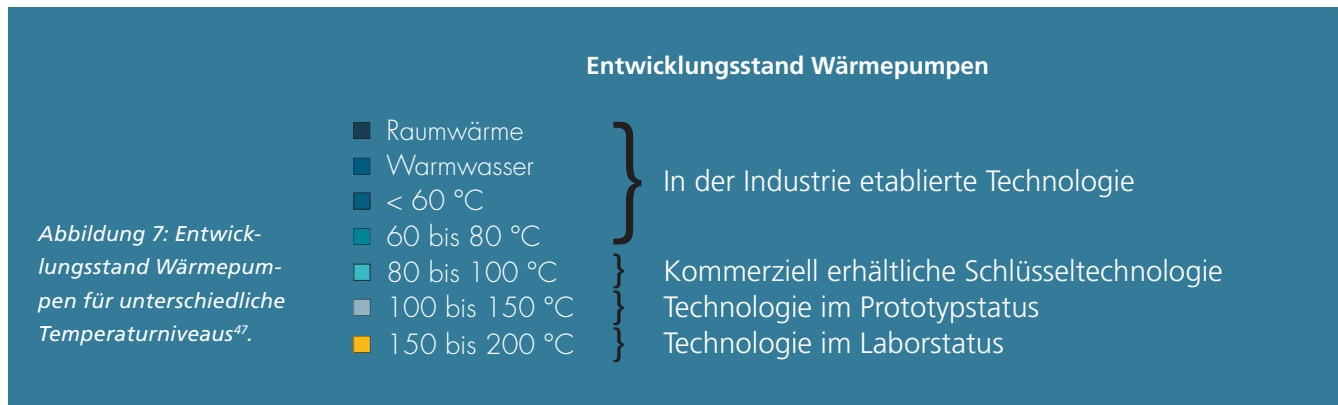 Entwicklungsstand Wärmepumpen
Raumwärme
Warmwasser
< 60 °C
60 bis 80 °C
80 bis 100 °C
100 bis 150 °C
150 bis 200 °C
In der Industrie etablierte Technologie
Kommerziell erhältliche Schlüsseltechnologie
Technologie im Prototypstatus
Technologie im Laborstatus
Abbildung 7: Entwick-
lungsstand Wärmepum-
pen für unterschiedliche
Temperaturniveaus⁴⁷.